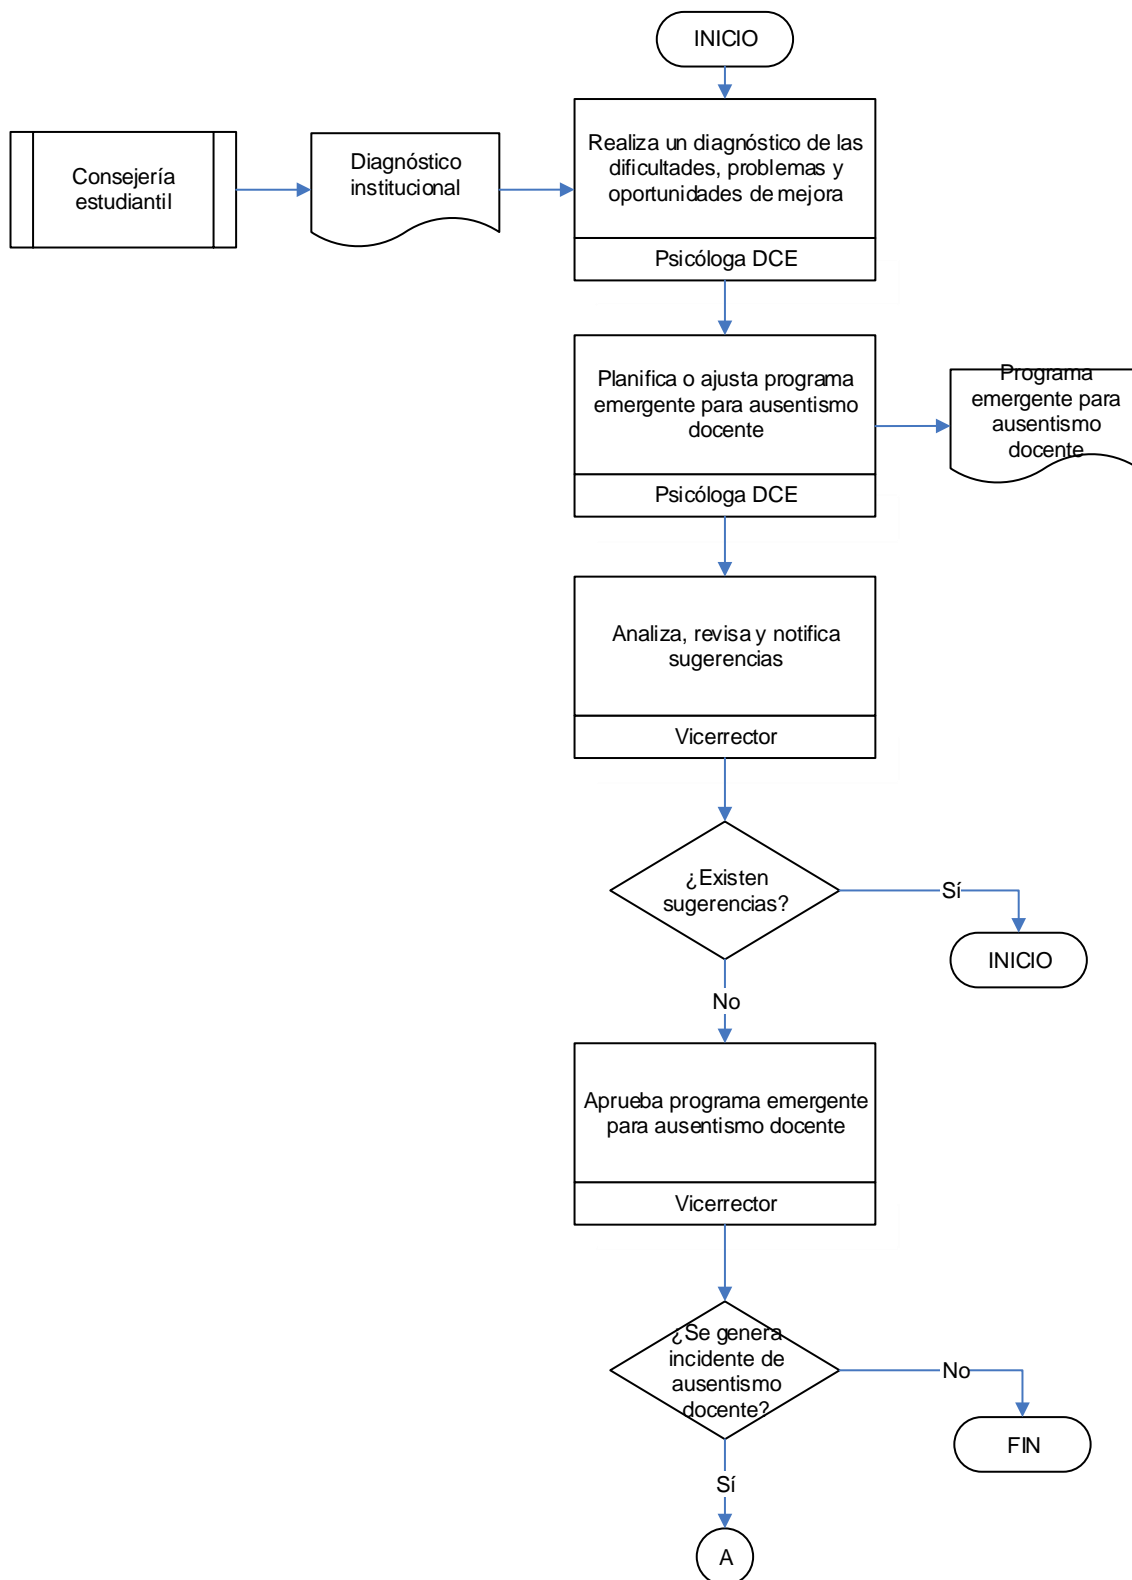 INICIO
Realiza un diagnóstico de las
dificultades, problemas y
oportunidades de mejora
Psicóloga DCE
Consejería
estudiantil
Diagnóstico
institucional
Planifica o ajusta programa
emergente para ausentismo
docente
Psicóloga DCE
Programa
emergente para
ausentismo
docente
Analiza, revisa y notifica
sugerencias
Vicerrector
¿Existen
sugerencias?
Sí
INICIO
No
Aprueba programa emergente
para ausentismo docente
Vicerrector
¿Se genera
incidente de
ausentismo
docente?
No
FIN
Sí
A